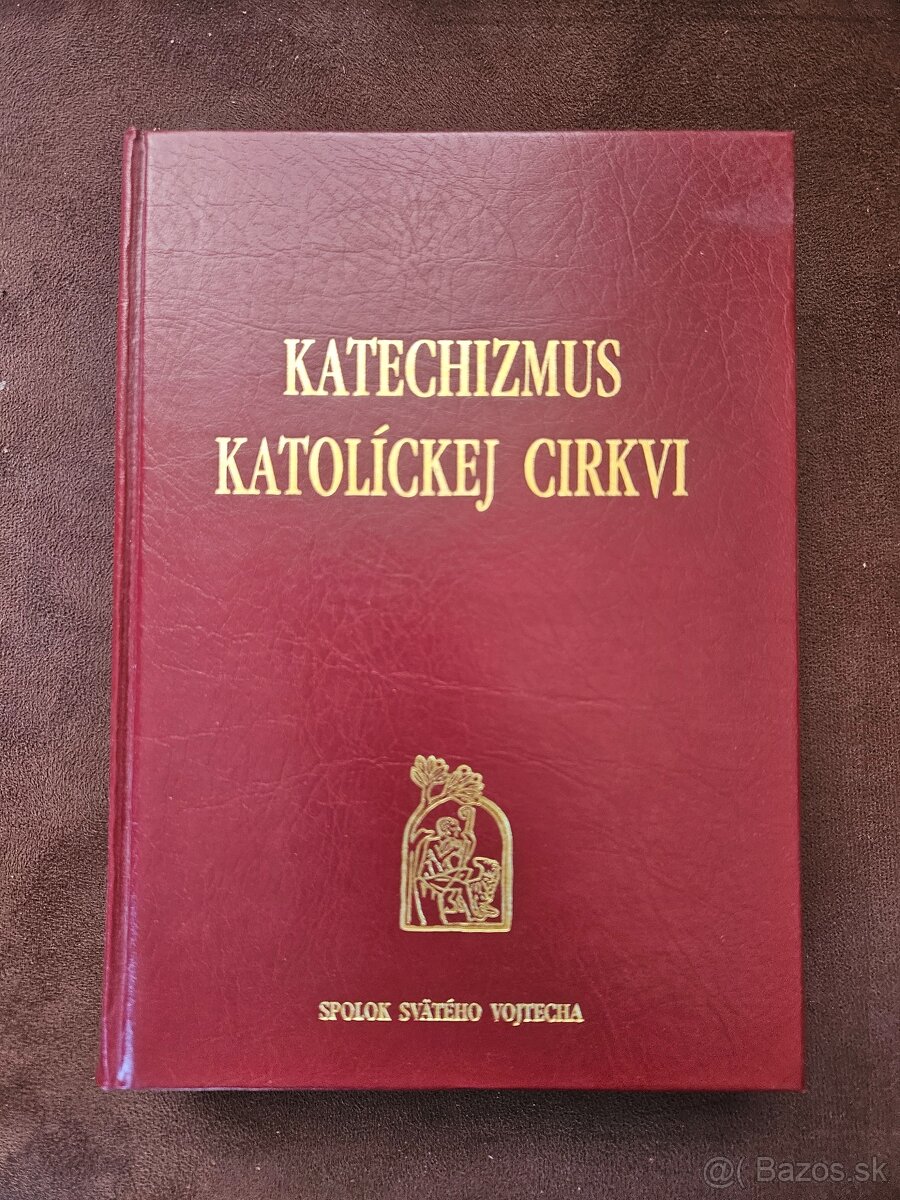 KATECHIZMUS
KATOLÍCKEJ CIRKVI
SPOLOK SVÄTÉHO VOJTECHA
@( Bazos.sk